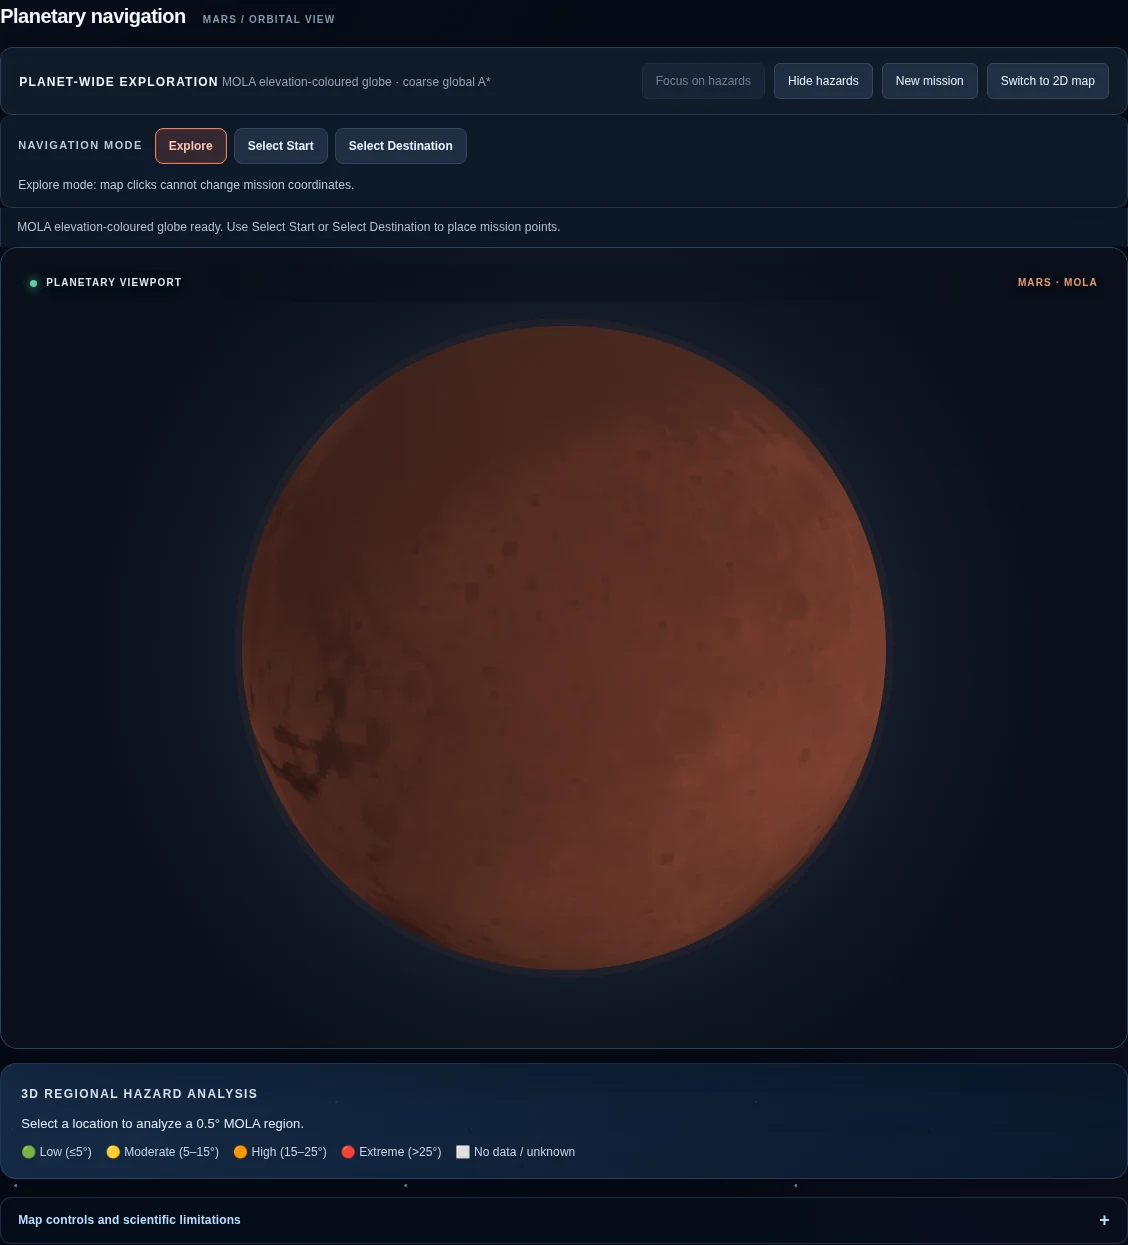 Planetary navigation MARS / ORBITAL VIEW
PLANET-WIDE EXPLORATION MOLA elevation-coloured globe · coarse global A* Focus on hazards Hide hazards New mission Switch to 2D map
NAVIGATION MODE Explore Select Start Select Destination
Explore mode: map clicks cannot change mission coordinates.
MOLA elevation-coloured globe ready. Use Select Start or Select Destination to place mission points.
PLANETARY VIEWPORT MARS · MOLA
3D REGIONAL HAZARD ANALYSIS
Select a location to analyze a 0.5° MOLA region.
🟢 Low (≤5°) 🟡 Moderate (5–15°) 🟠 High (15–25°) 🔴 Extreme (>25°) ⬜ No data / unknown
Map controls and scientific limitations +